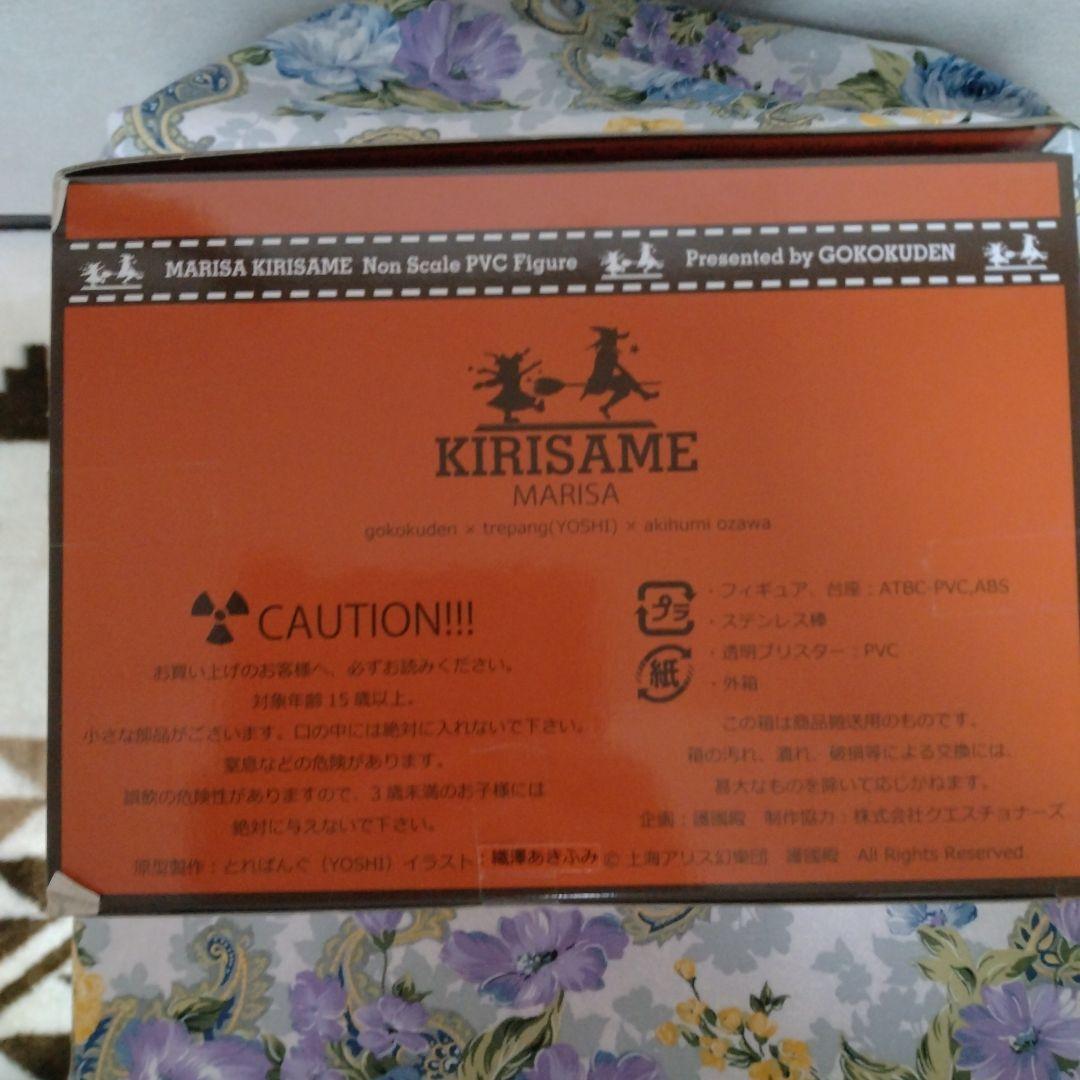 MARISA KIRISAME Non Scale PVC Figure Presented by GOKOKUDEN
KIRISAME
MARISA
gokokuden × trepang(YOSHI) × akihumi ozawa
CAUTION!!!
お買い上げのお客様へ、必ずお読みください。
対象年齢15歳以上。
小さな部品がございます。口の中には絶対に入れないで下さい。
窒息などの危険があります。
誤飲の危険性がありますので、3歳未満のお子様には
絶対に与えないで下さい。
プラ
紙
・フィギュア、台座：ATBC-PVC,ABS
・ステンレス棒
・透明ブリスター：PVC
・外箱
この箱は商品輸送用のものです。
箱の汚れ、潰れ、破損等による交換には、
甚大なものを除いて応じかねます。
企画：護國殿 制作協力：株式会社クエスチョナーズ
原型製作：とれぱんぐ（YOSHI）イラスト：織澤あきふみ © 上海アリス幻樂団 護國殿 All Rights Reserved.